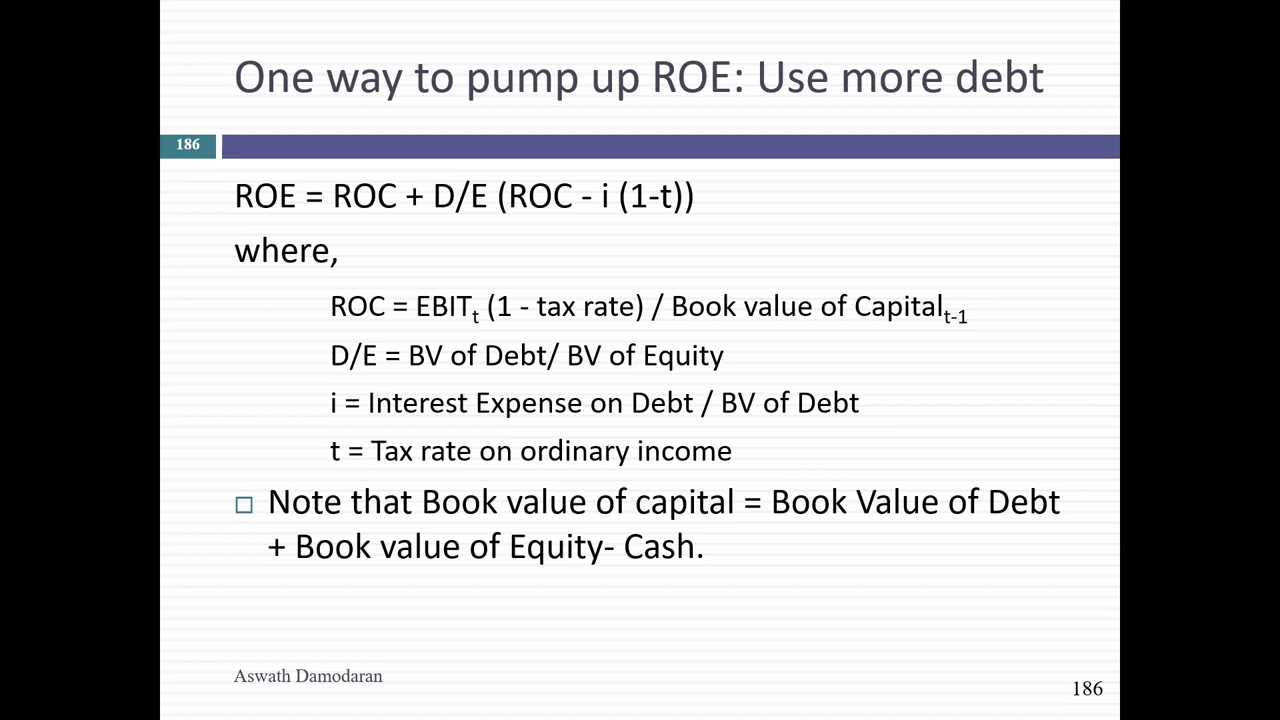 One way to pump up ROE: Use more debt
186
ROE = ROC + D/E (ROC - i (1-t))
where,
ROC = EBITt (1 - tax rate) / Book value of Capitalt-1
D/E = BV of Debt/ BV of Equity
i = Interest Expense on Debt / BV of Debt
t = Tax rate on ordinary income
Note that Book value of capital = Book Value of Debt
+ Book value of Equity- Cash.
Aswath Damodaran
186